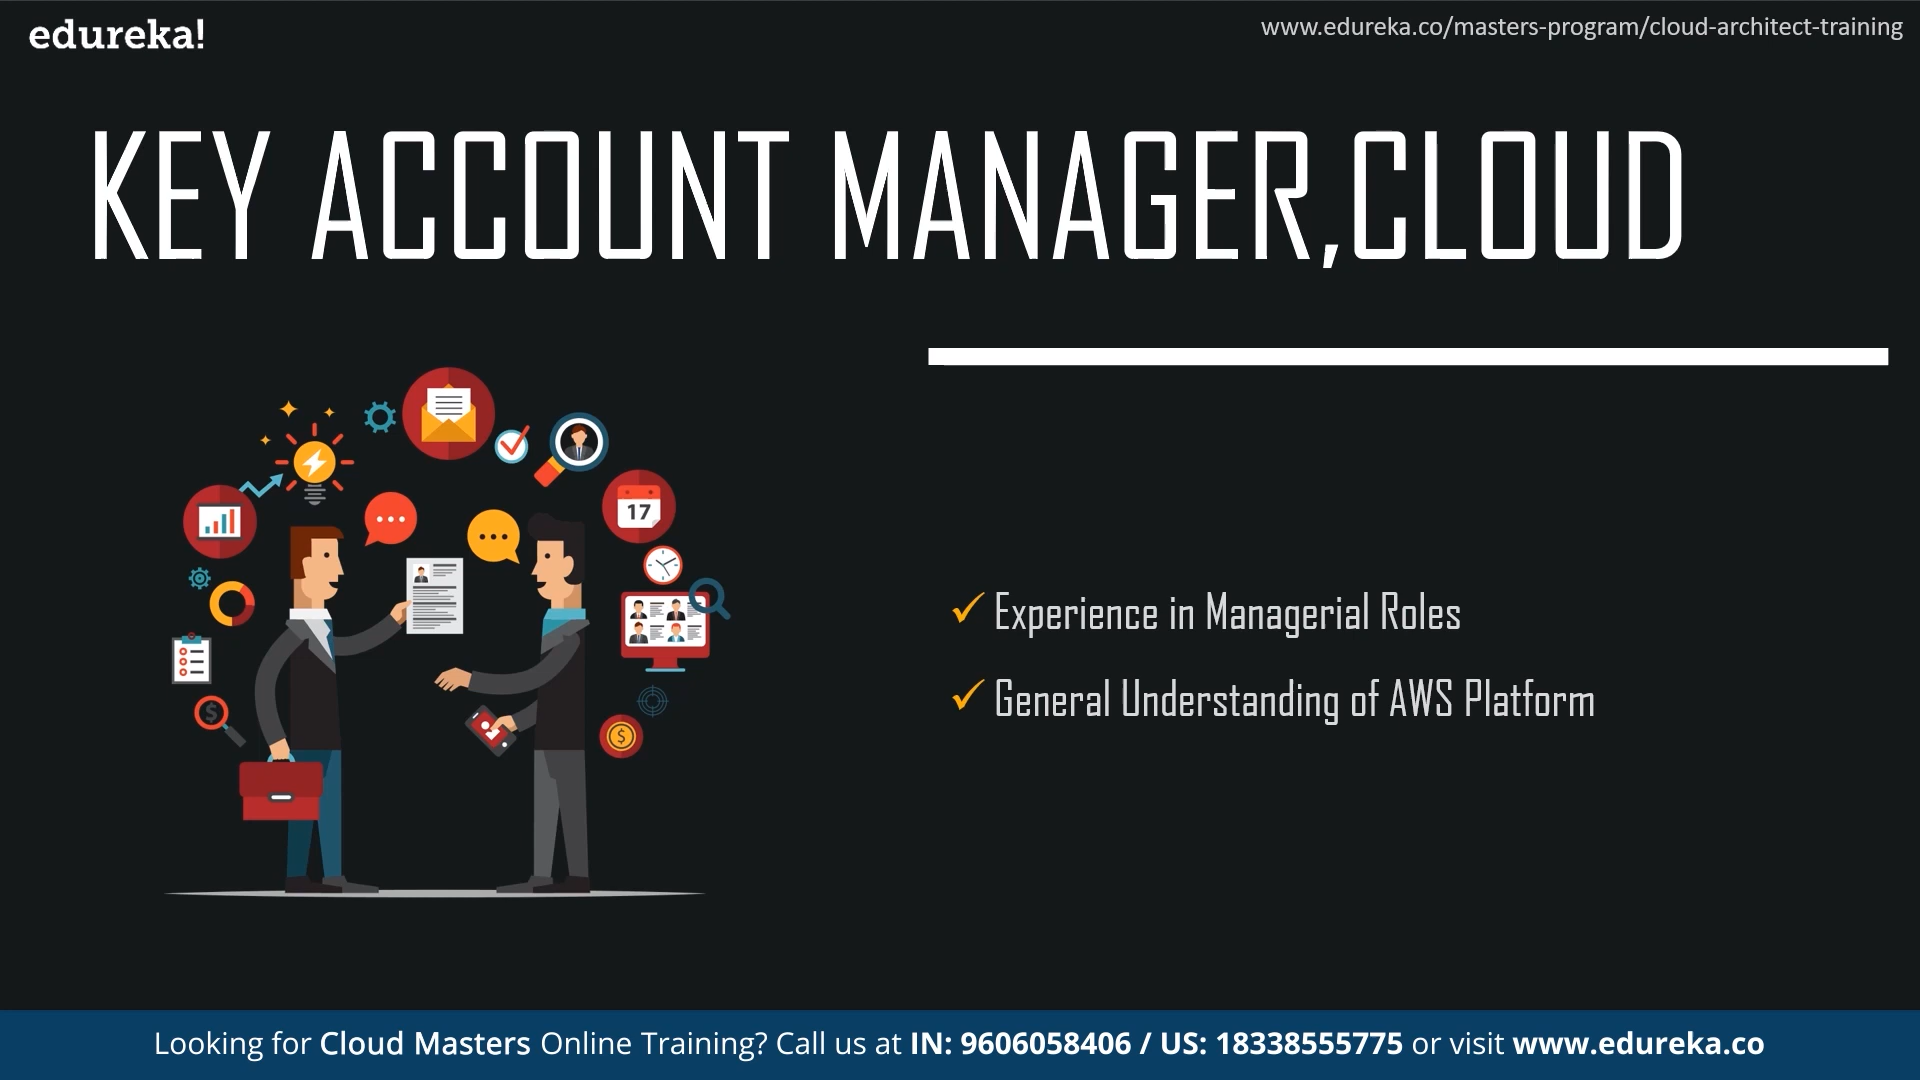 edureka!
www.edureka.co/masters-program/cloud-architect-training
KEY ACCOUNT MANAGER,CLOUD
17
$
$
✓ Experience in Managerial Roles
✓ General Understanding of AWS Platform
Looking for Cloud Masters Online Training? Call us at IN: 9606058406 / US: 18338555775 or visit www.edureka.co